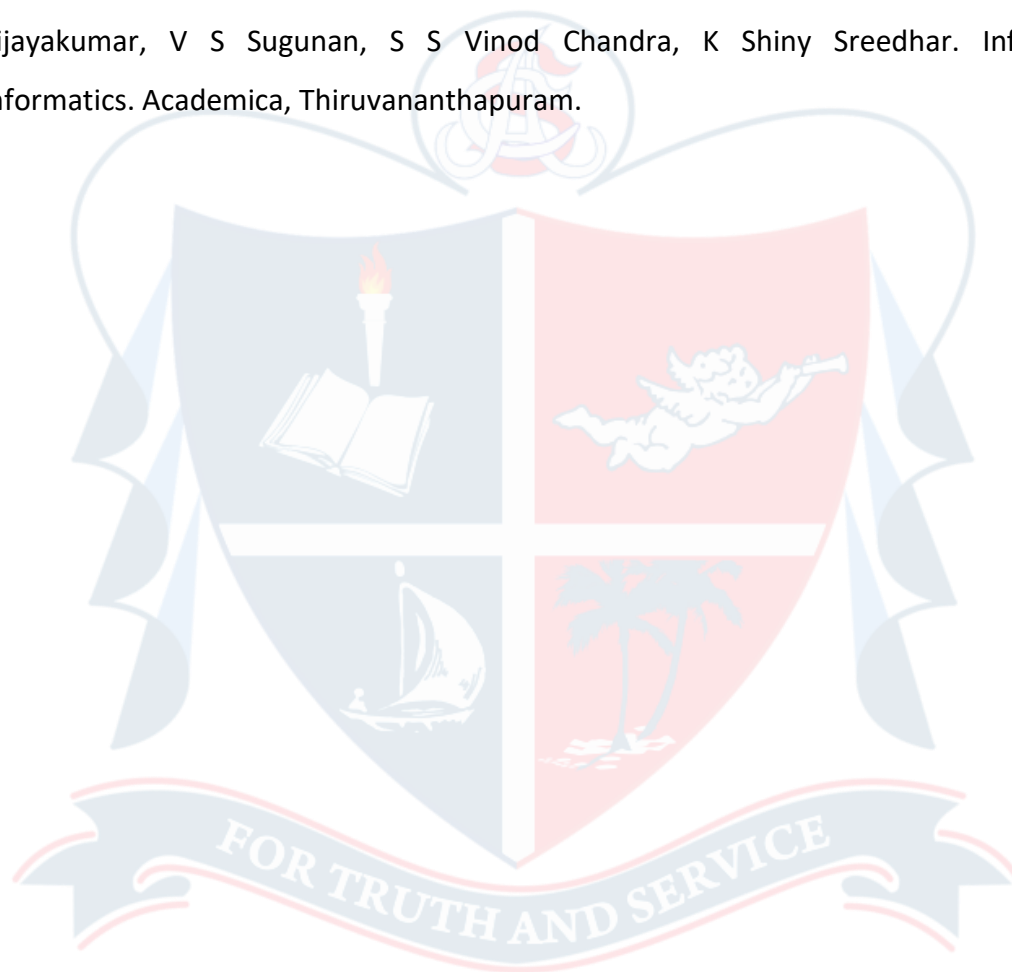 ijayakumar, V S Sugunan, S S Vinod Chandra, K Shiny Sreedhar. Inf
nformatics. Academica, Thiruvananthapuram.
FOR TRUTH AND SERVICE